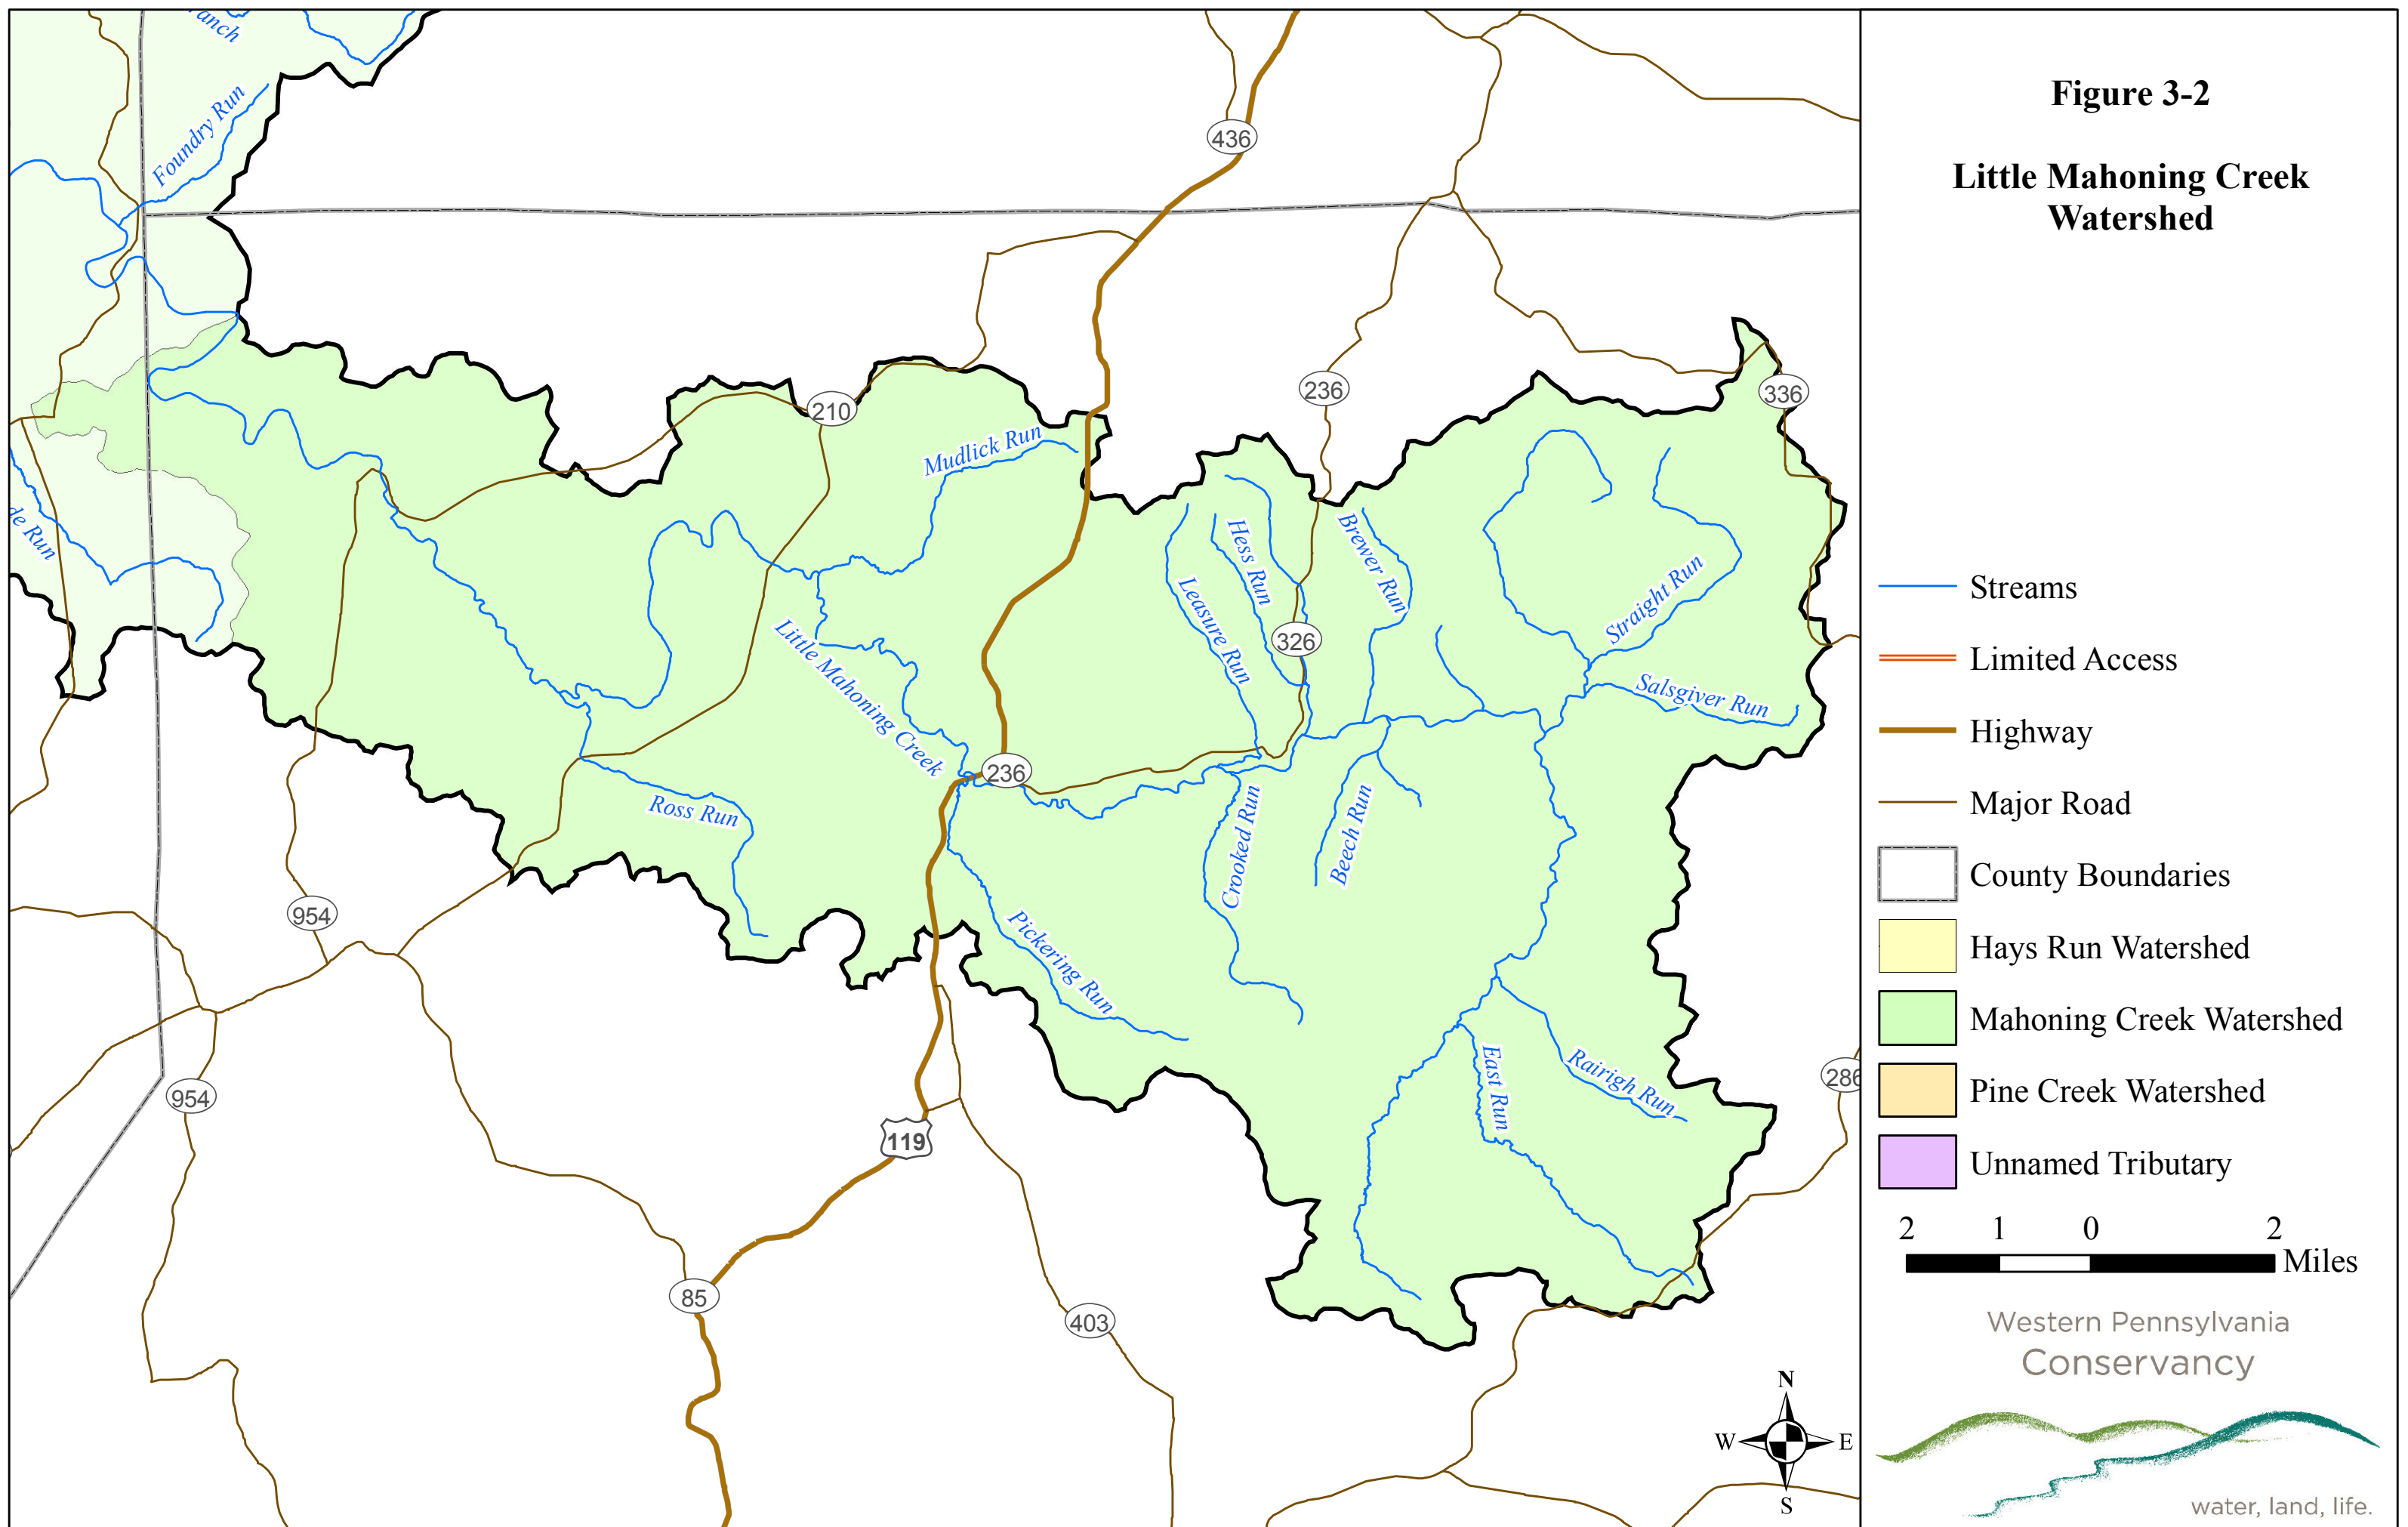 ranch
Foundry Run
436
236
336
210
Mudlick Run
de Run
Hess Run
Brewer Run
Leasure Run
326
Straight Run
Little Mahoning Creek
Salsgiver Run
236
Ross Run
Crooked Run
Beech Run
954
Pickering Run
East Run
Rairigh Run
286
954
119
85
403
N
W
E
S
Figure 3-2
Little Mahoning Creek
Watershed
Streams
Limited Access
Highway
Major Road
County Boundaries
Hays Run Watershed
Mahoning Creek Watershed
Pine Creek Watershed
Unnamed Tributary
2 1 0 2
Miles
Western Pennsylvania
Conservancy
water, land, life.